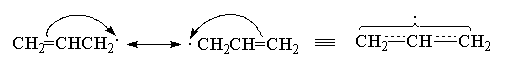 CH₂=CHCH₂· ⟷ ·CH₂CH=CH₂ ≡ CH₂---CH---CH₂